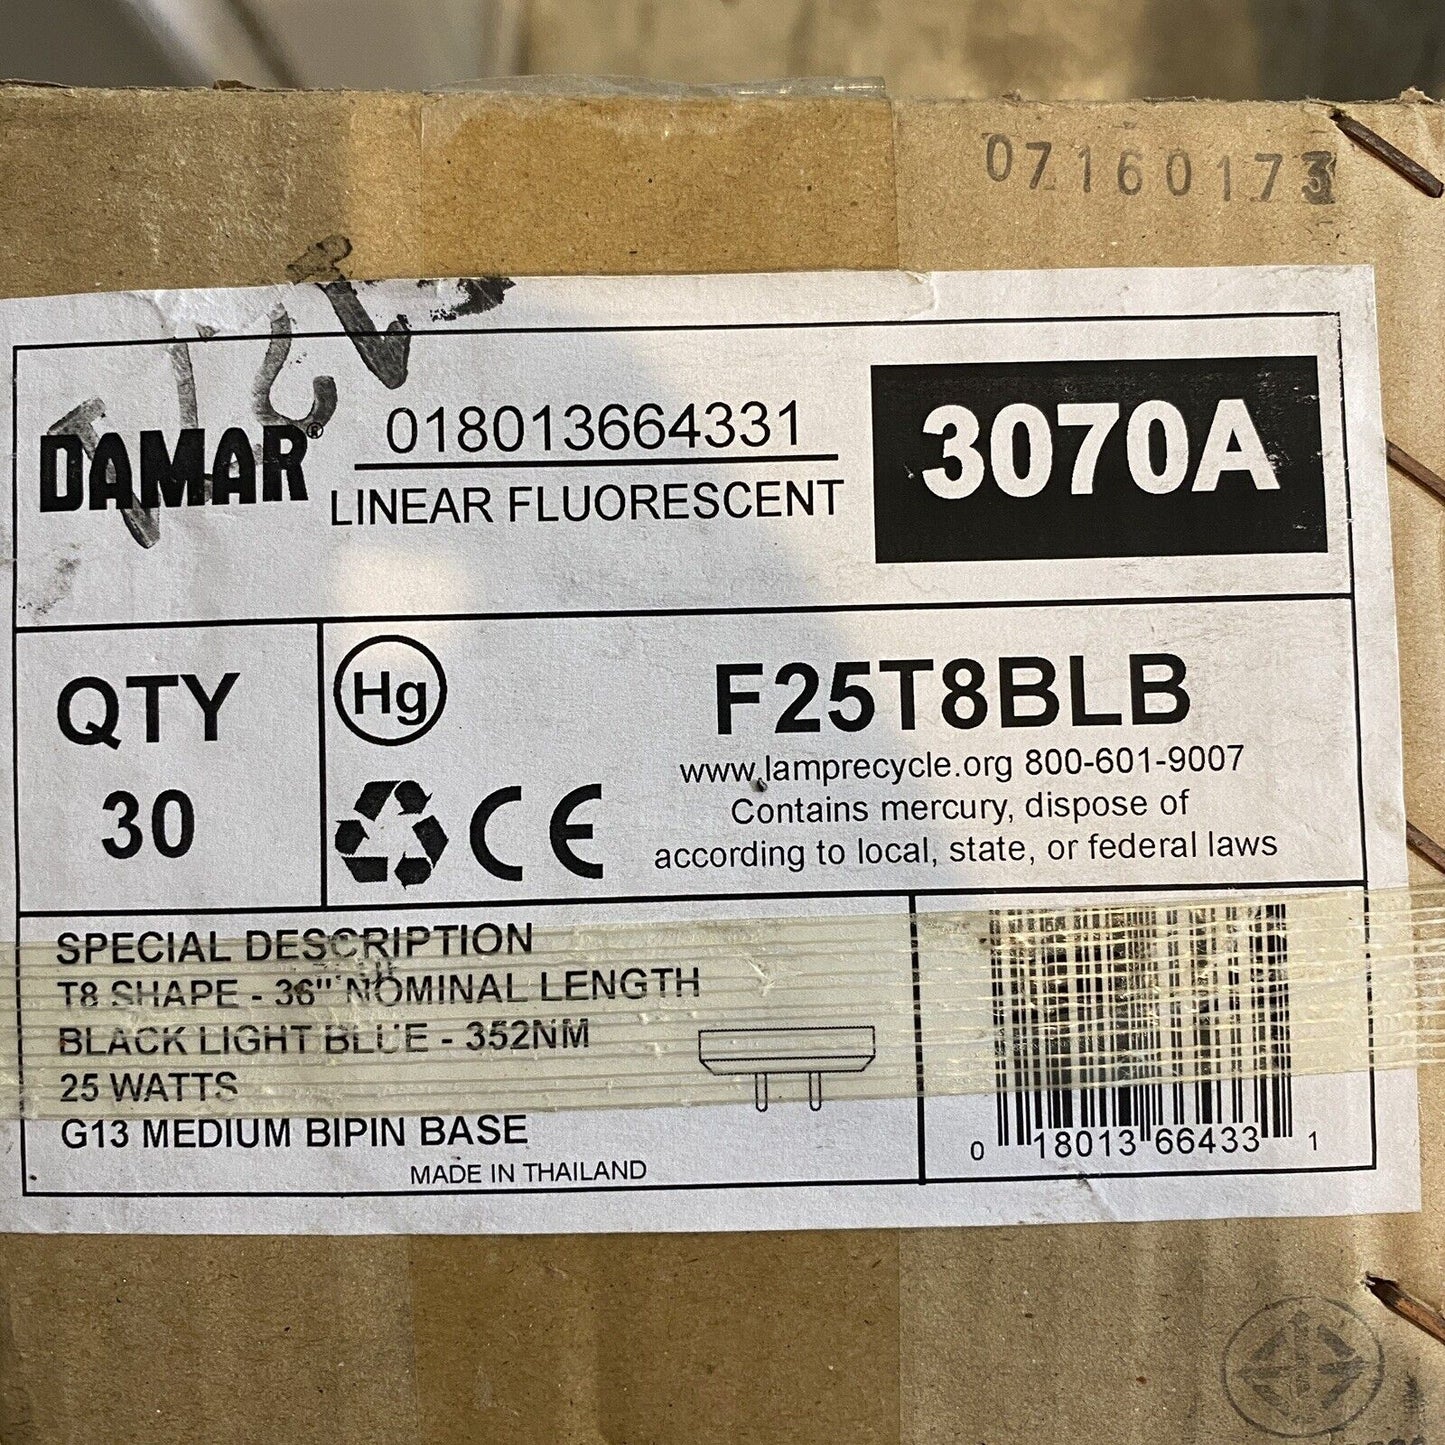 07160173
DAMAR®
018013664331
LINEAR FLUORESCENT
3070A
QTY
30
Hg
CE
F25T8BLB
www.lamprecycle.org 800-601-9007
Contains mercury, dispose of
according to local, state, or federal laws
SPECIAL DESCRIPTION
T8 SHAPE - 36" NOMINAL LENGTH
BLACK LIGHT BLUE - 352NM
25 WATTS
G13 MEDIUM BIPIN BASE
MADE IN THAILAND
0 18013 66433 1